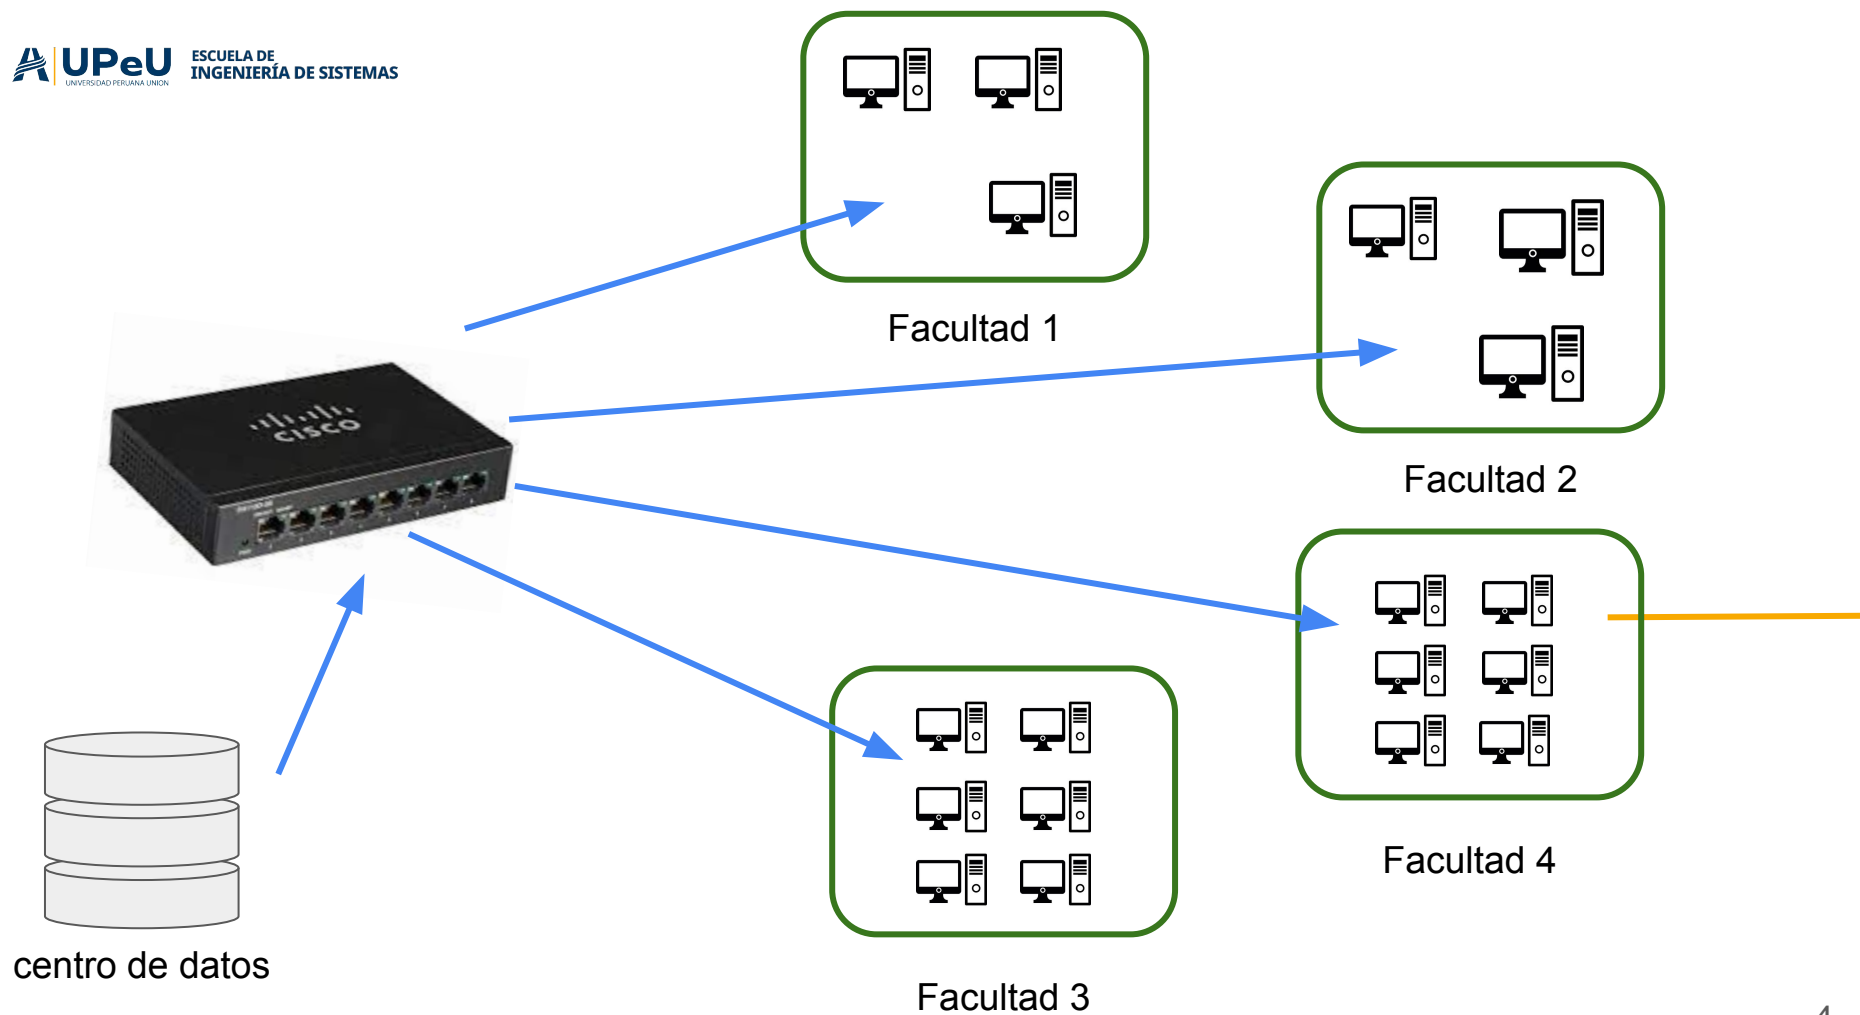 UPeU
UNIVERSIDAD PERUANA UNION
ESCUELA DE
INGENIERÍA DE SISTEMAS
Facultad 1
CISCO
Facultad 2
Facultad 4
centro de datos
Facultad 3
4